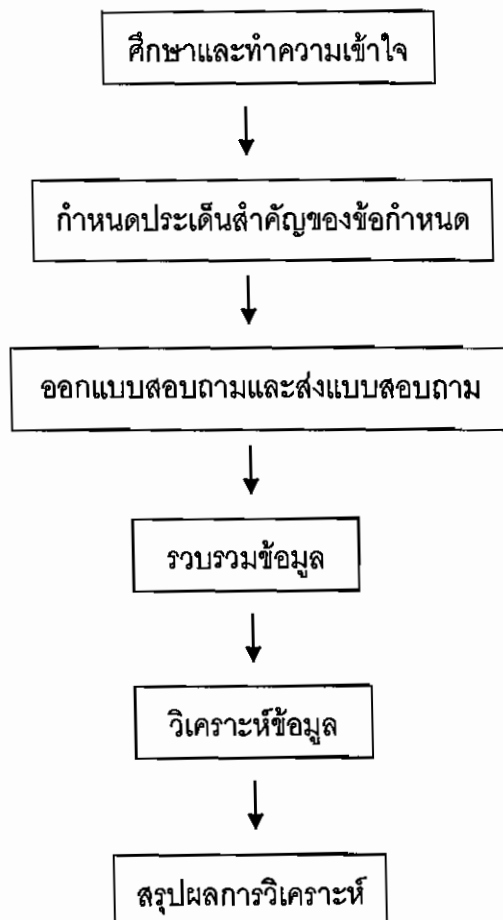 ศึกษาและทำความเข้าใจ
กำหนดประเด็นสำคัญของข้อกำหนด
ออกแบบสอบถามและส่งแบบสอบถาม
รวบรวมข้อมูล
วิเคราะห์ข้อมูล
สรุปผลการวิเคราะห์